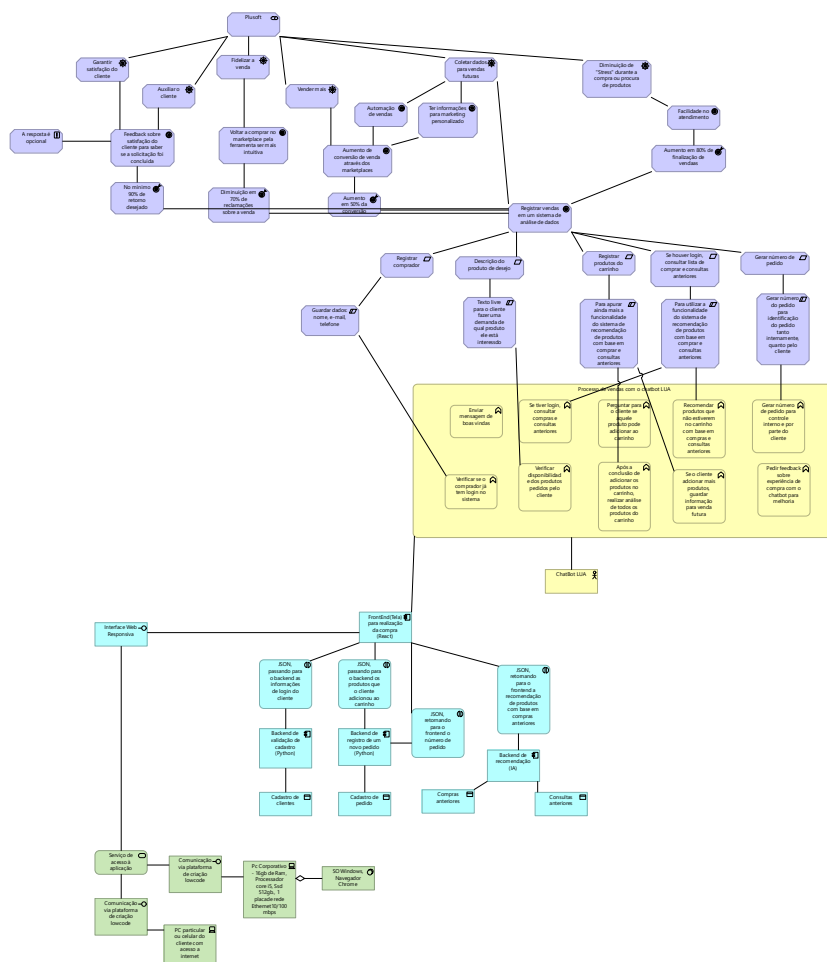 Plusoft
Garantir
satisfação do
cliente
Fidelizar a
venda
Coletar dados
para vendas
futuras
Diminuição de
"Stress" durante a
compra ou procura
de produtos
Auxiliar o
cliente
Vender mais
Automação
de vendas
Ter informações
para marketing
personalizado
Facilidade no
atendimento
A resposta é
opcional
Feedback sobre
satisfação do
cliente para saber
se a solicitação foi
concluída
Voltar a comprar no
marketplace pela
ferramenta ser mais
intuitiva
Aumento de
conversão de venda
através dos
marketplaces
Aumento em 80% de
finalização de
vendaas
No mínimo
90% de
retorno
desejado
Diminuição em
70% de
reclamações
sobre a venda
Aumento
em 50% da
conversão
Registrar vendas
em um sistema de
análise de dados
Registrar
comprador
Descrição do
produto de desejo
Registrar
produtos do
carrinho
Se houver login,
consultar lista de
comprar e consultas
anteriores
Gerar número de
pedido
Guardar dados:
nome, e-mail,
telefone
Texto livre
para o cliente
fazer uma
demanda de
qual produto
ele está
interessdo
Para apurar
ainda mais a
funcionalidade
do sistema de
recomendação
de produtos
com base em
comprar e
consultas
anteriores
Para utilizar a
funcionalidade
do sistema de
recomendação
de produtos
com base em
comprar e
consultas
anteriores
Gerar número
do pedido
para
identificação
do pedido
tanto
internamente,
quanto pelo
cliente
Processo de vendas com o chatbot LUA
Enviar
mensagem de
boas vindas
Se tiver login,
consultar
compras e
consultas
anteriores
Perguntar para
o cliente se
aquele
produto pode
adicionar ao
carrinho
Recomendar
produtos que
não estiverem
no carrinho
com base em
compras e
consultas
anteriores
Gerar número
de pedido para
controle
interno e por
parte do
cliente
Verificar se o
comprador já
tem login no
sistema
Verificar
disponibilidad
e dos produtos
pedidos pelo
cliente
Após a
conclusão de
adicionar os
produtos no
carrinho,
realizar análise
de todos os
produtos do
carrinho
Se o cliente
adcionar mais
produtos,
guardar
informação
para venda
futura
Pedir feedback
sobre
experiência de
compra com o
chatbot para
melhoria
ChatBot LUA
Interface Web
Responsiva
FrontEnd(Tela)
para realização
da compra
(React)
JSON,
passando para
o backend as
informações
de login do
cliente
JSON,
passando para
o backend os
produtos que
o cliente
adicionou ao
carrinho
JSON,
retornando
para o
frontend a
recomendação
de produtos
com base em
compras
anteriores
JSON,
retornando
para o
frontend o
número de
pedido
Backend de
validação de
cadastro
(Python)
Backend de
registro de um
novo pedido
(Python)
Backend de
recomendação
(IA)
Cadastro de
clientes
Cadastro de
pedido
Compras
anteriores
Consultas
anteriores
Serviço de
acesso à
aplicação
Comunicação
via plataforma
de criação
lowcode
Pc Corporativo
- 16gb de Ram,
Processador
core i5, Ssd
512gb, 1
placade rede
Ethernet10/100
mbps
SO Windows,
Navegador
Chrome
Comunicação
via plataforma
de criação
lowcode
PC particular
ou celular do
cliente com
acesso a
internet